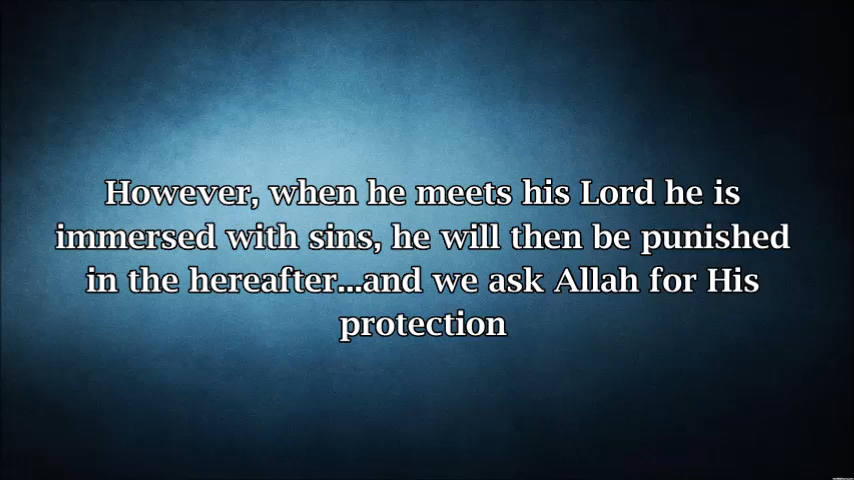 However, when he meets his Lord he is
immersed with sins, he will then be punished
in the hereafter...and we ask Allah for His
protection